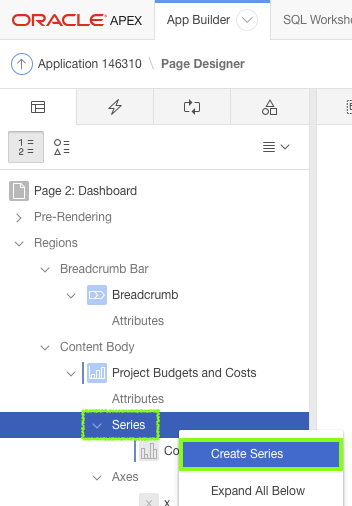 ORACLE APEX App Builder SQL Worksh
Application 146310 \ Page Designer
Page 2: Dashboard
Pre-Rendering
Regions
Breadcrumb Bar
Breadcrumb
Attributes
Content Body
Project Budgets and Costs
Attributes
Series
Create Series
Co
Axes
Expand All Below
x